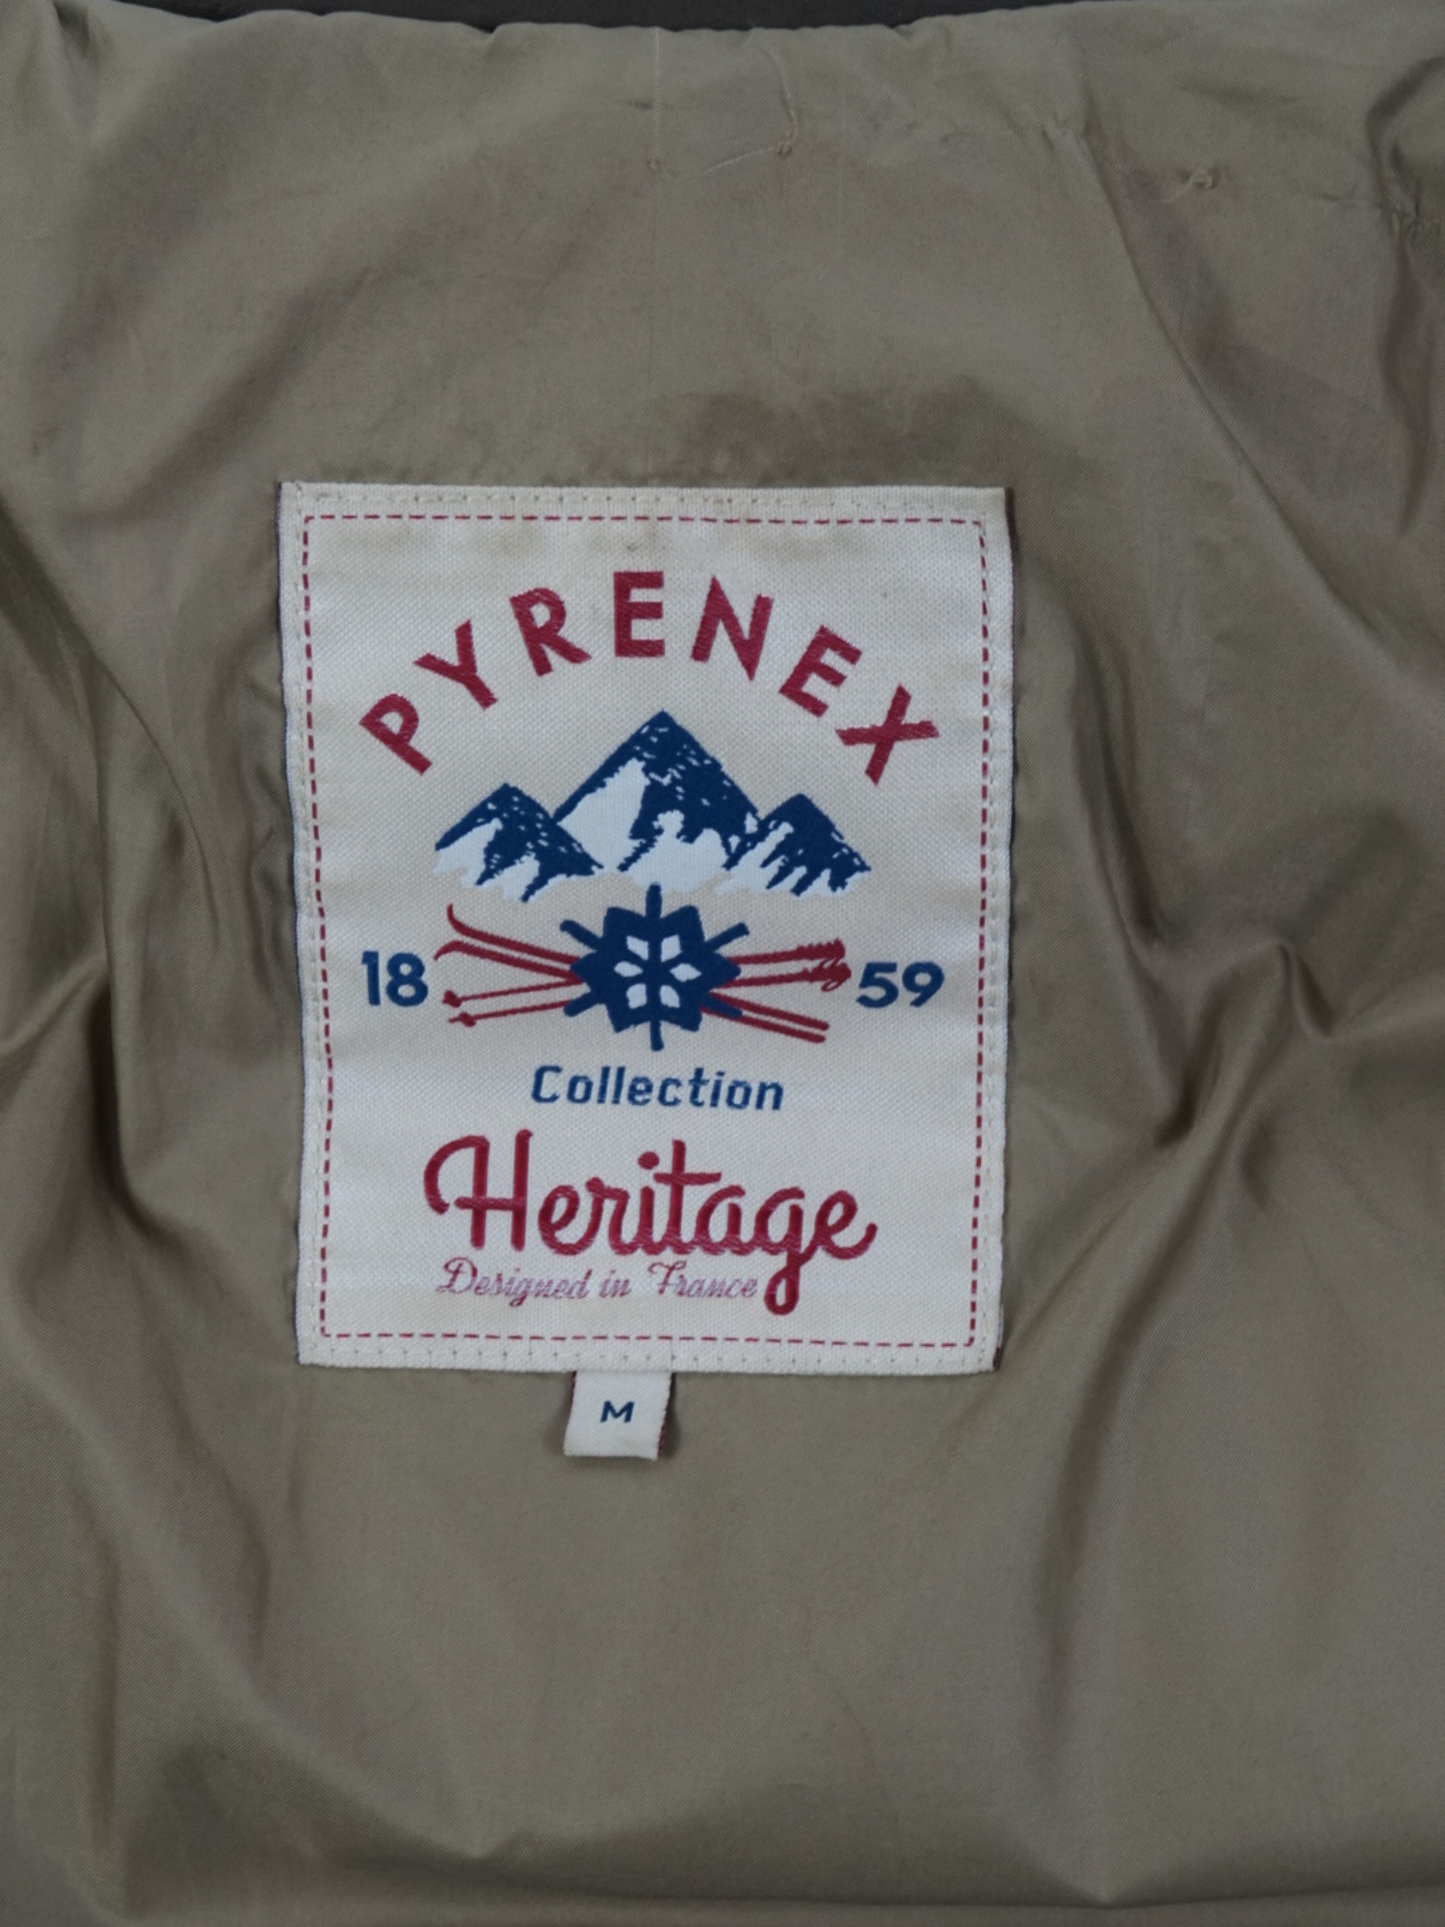 PYRENEX
18 59
Collection
Heritage
Designed in France
M